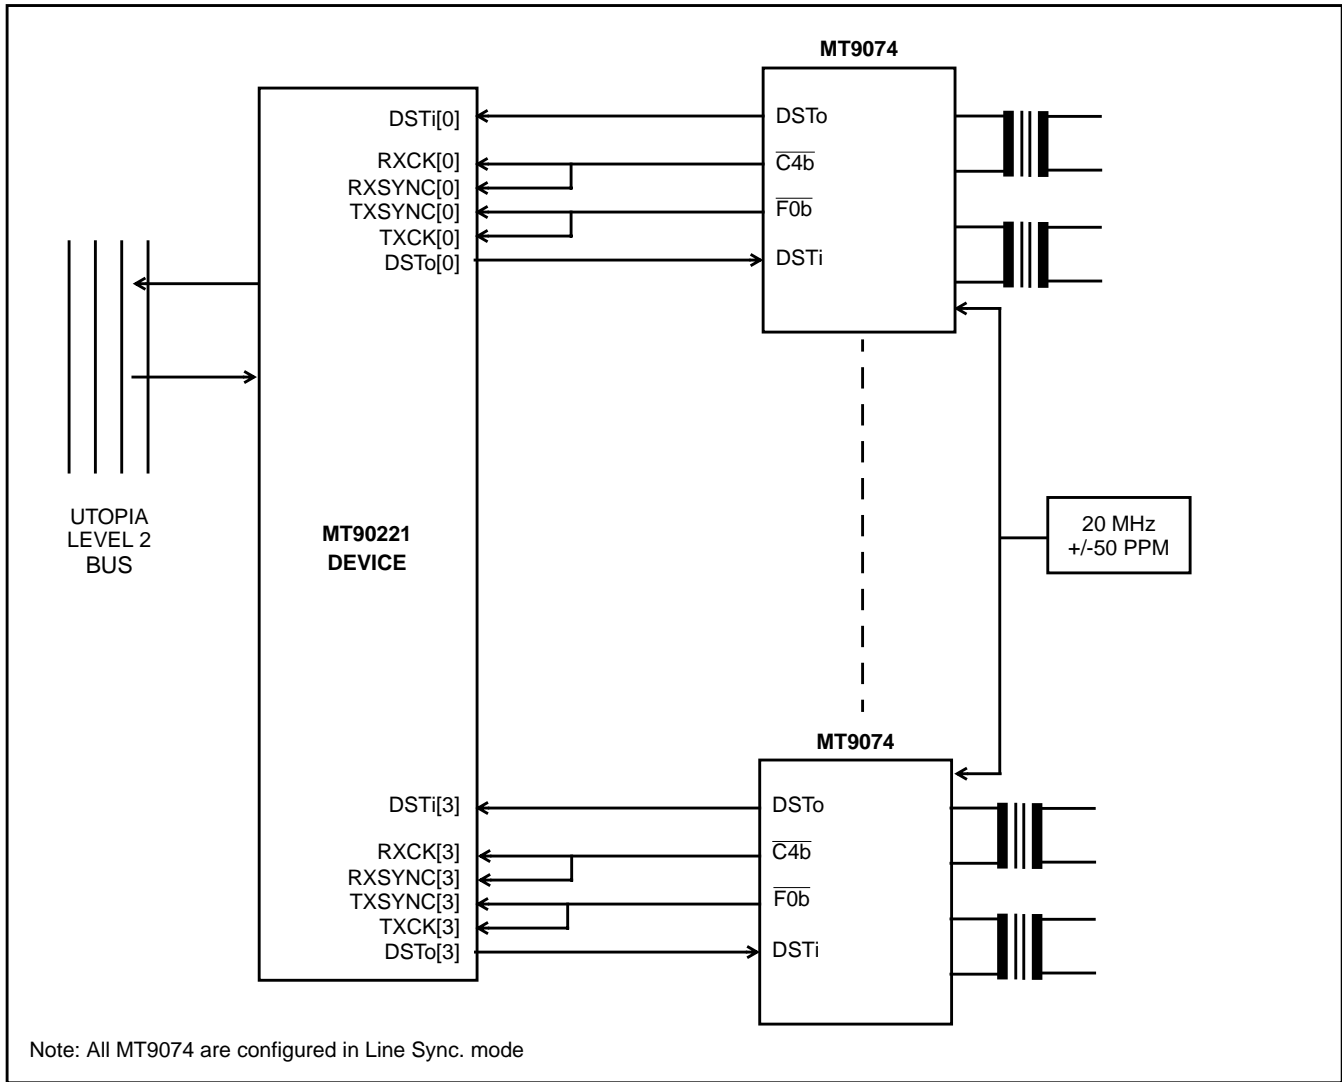 MT9074
DSTi[0]
RXCK[0]
RXSYNC[0]
TXSYNC[0]
TXCK[0]
DSTo[0]
DSTo
C4b
F0b
DSTi
UTOPIA
LEVEL 2
BUS
MT90221
DEVICE
20 MHz
+/-50 PPM
MT9074
DSTi[3]
RXCK[3]
RXSYNC[3]
TXSYNC[3]
TXCK[3]
DSTo[3]
DSTo
C4b
F0b
DSTi
Note: All MT9074 are configured in Line Sync. mode